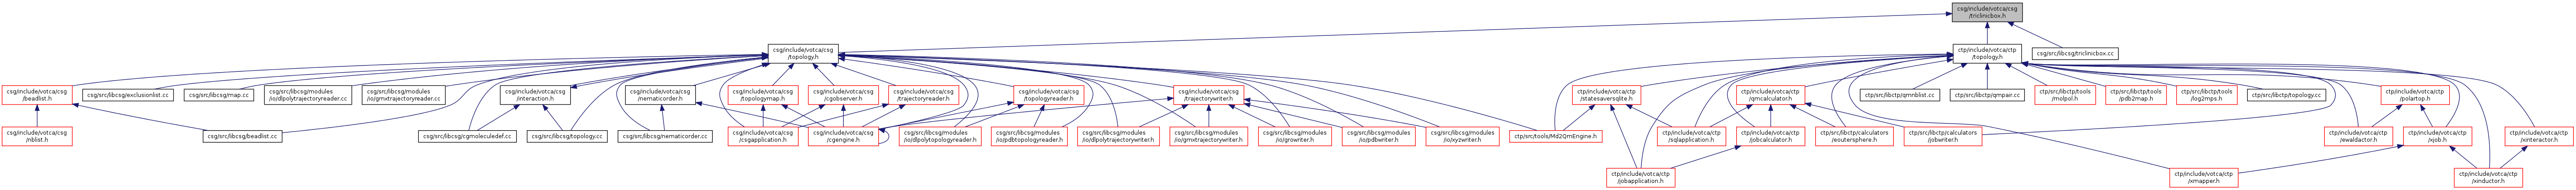 csg/include/votca/csg
/triclinicbox.h
csg/include/votca/csg
/topology.h
ctp/include/votca/ctp
/topology.h
csg/src/libcsg/triclinicbox.cc
csg/include/votca/csg
/beadlist.h
csg/src/libcsg/exclusionlist.cc
csg/src/libcsg/map.cc
csg/src/libcsg/modules
/io/dlpolytrajectoryreader.cc
csg/src/libcsg/modules
/io/gmxtrajectoryreader.cc
csg/include/votca/csg
/interaction.h
csg/include/votca/csg
/nematicorder.h
csg/include/votca/csg
/topologymap.h
csg/include/votca/csg
/cgobserver.h
csg/include/votca/csg
/trajectoryreader.h
csg/include/votca/csg
/topologyreader.h
csg/include/votca/csg
/trajectorywriter.h
ctp/include/votca/ctp
/statesaversqlite.h
ctp/include/votca/ctp
/qmcalculator.h
ctp/src/libctp/qmnblist.cc
ctp/src/libctp/qmpair.cc
ctp/src/libctp/tools
/molpol.h
ctp/src/libctp/tools
/pdb2map.h
ctp/src/libctp/tools
/log2mps.h
ctp/src/libctp/topology.cc
ctp/include/votca/ctp
/polartop.h
csg/include/votca/csg
/nblist.h
csg/src/libcsg/beadlist.cc
csg/src/libcsg/cgmoleculedef.cc
csg/src/libcsg/topology.cc
csg/src/libcsg/nematicorder.cc
csg/include/votca/csg
/csgapplication.h
csg/include/votca/csg
/cgengine.h
csg/src/libcsg/modules
/io/dlpolytopologyreader.h
csg/src/libcsg/modules
/io/pdbtopologyreader.h
csg/src/libcsg/modules
/io/dlpolytrajectorywriter.h
csg/src/libcsg/modules
/io/gmxtrajectorywriter.h
csg/src/libcsg/modules
/io/growriter.h
csg/src/libcsg/modules
/io/pdbwriter.h
csg/src/libcsg/modules
/io/xyzwriter.h
ctp/src/tools/Md2QmEngine.h
ctp/include/votca/ctp
/sqlapplication.h
ctp/include/votca/ctp
/jobcalculator.h
ctp/src/libctp/calculators
/eoutersphere.h
ctp/src/libctp/calculators
/jobwriter.h
ctp/include/votca/ctp
/ewaldactor.h
ctp/include/votca/ctp
/xjob.h
ctp/include/votca/ctp
/xinteractor.h
ctp/include/votca/ctp
/jobapplication.h
ctp/include/votca/ctp
/xmapper.h
ctp/include/votca/ctp
/xinductor.h